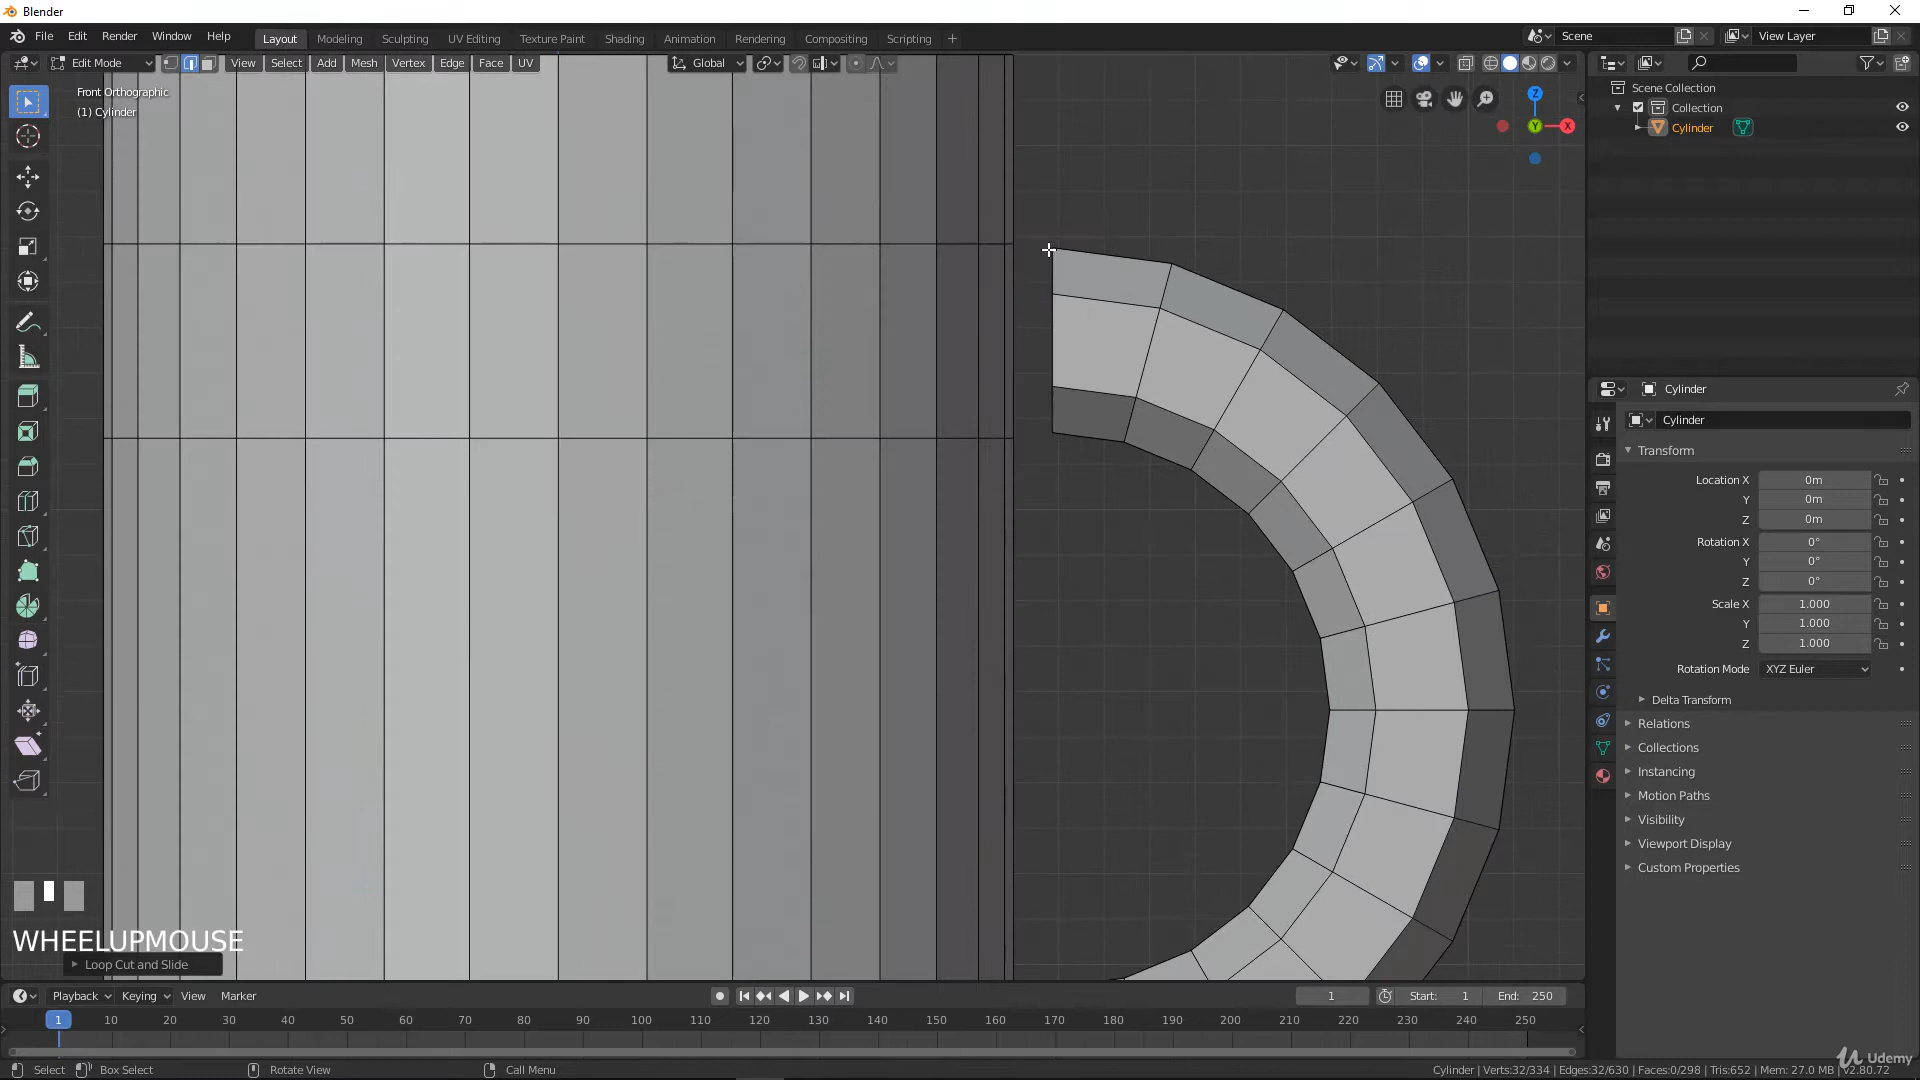 Blender
File Edit Render Window Help Layout Modeling Sculpting UV Editing Texture Paint Shading Animation Rendering Compositing Scripting + Scene View Layer
Edit Mode View Select Add Mesh Vertex Edge Face UV Global
Front Orthographic
(1) Cylinder
Z
Y
X
Scene Collection
Collection
Cylinder
Cylinder
Cylinder
Transform
Location X 0m
Y 0m
Z 0m
Rotation X 0°
Y 0°
Z 0°
Scale X 1.000
Y 1.000
Z 1.000
Rotation Mode XYZ Euler
Delta Transform
Relations
Collections
Instancing
Motion Paths
Visibility
Viewport Display
Custom Properties
WHEELUPMOUSE
Loop Cut and Slide
Playback Keying View Marker 1 Start: 1 End: 250
1 10 20 30 40 50 60 70 80 90 100 110 120 130 140 150 160 170 180 190 200 210 220 230 240 250
Select Box Select Rotate View Call Menu Cylinder | Verts:32/334 | Edges:32/630 | Faces:0/298 | Tris:652 | Mem: 27.0 MB | v2.80.72
Udemy